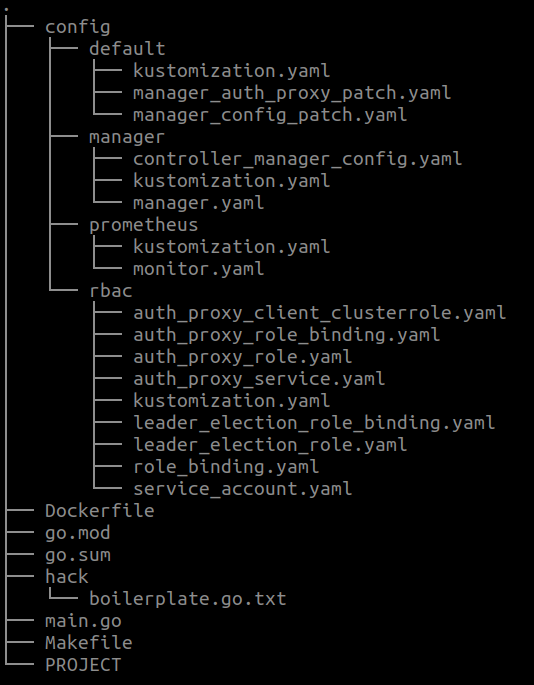 .
config
default
kustomization.yaml
manager_auth_proxy_patch.yaml
manager_config_patch.yaml
manager
controller_manager_config.yaml
kustomization.yaml
manager.yaml
prometheus
kustomization.yaml
monitor.yaml
rbac
auth_proxy_client_clusterrole.yaml
auth_proxy_role_binding.yaml
auth_proxy_role.yaml
auth_proxy_service.yaml
kustomization.yaml
leader_election_role_binding.yaml
leader_election_role.yaml
role_binding.yaml
service_account.yaml
Dockerfile
go.mod
go.sum
hack
boilerplate.go.txt
main.go
Makefile
PROJECT